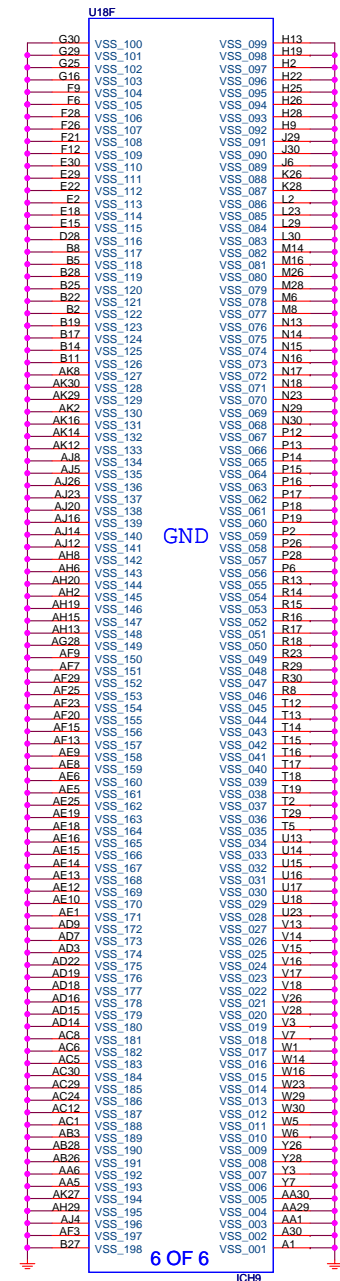 U18F
G30 VSS_100 VSS_099 H13
G29 VSS_101 VSS_098 H19
G25 VSS_102 VSS_097 H2
G16 VSS_103 VSS_096 H22
F9 VSS_104 VSS_095 H25
F6 VSS_105 VSS_094 H26
F28 VSS_106 VSS_093 H28
F26 VSS_107 VSS_092 H9
F21 VSS_108 VSS_091 J29
F12 VSS_109 VSS_090 J30
E30 VSS_110 VSS_089 J6
E29 VSS_111 VSS_088 K26
E22 VSS_112 VSS_087 K28
E2 VSS_113 VSS_086 L2
E18 VSS_114 VSS_085 L23
E15 VSS_115 VSS_084 L29
D28 VSS_116 VSS_083 L30
B8 VSS_117 VSS_082 M14
B5 VSS_118 VSS_081 M16
B28 VSS_119 VSS_080 M26
B25 VSS_120 VSS_079 M28
B22 VSS_121 VSS_078 M6
B2 VSS_122 VSS_077 M8
B19 VSS_123 VSS_076 N13
B17 VSS_124 VSS_075 N14
B14 VSS_125 VSS_074 N15
B11 VSS_126 VSS_073 N16
AK8 VSS_127 VSS_072 N17
AK30 VSS_128 VSS_071 N18
AK29 VSS_129 VSS_070 N23
AK2 VSS_130 VSS_069 N29
AK16 VSS_131 VSS_068 N30
AK14 VSS_132 VSS_067 P12
AK12 VSS_133 VSS_066 P13
AJ8 VSS_134 VSS_065 P14
AJ5 VSS_135 VSS_064 P15
AJ26 VSS_136 VSS_063 P16
AJ23 VSS_137 VSS_062 P17
AJ20 VSS_138 VSS_061 P18
AJ16 VSS_139 VSS_060 P19
AJ14 VSS_140 GND VSS_059 P2
AJ12 VSS_141 VSS_058 P26
AH8 VSS_142 VSS_057 P28
AH6 VSS_143 VSS_056 P6
AH20 VSS_144 VSS_055 R13
AH2 VSS_145 VSS_054 R14
AH19 VSS_146 VSS_053 R15
AH15 VSS_147 VSS_052 R16
AH13 VSS_148 VSS_051 R17
AG28 VSS_149 VSS_050 R18
AF9 VSS_150 VSS_049 R23
AF7 VSS_151 VSS_048 R29
AF29 VSS_152 VSS_047 R30
AF25 VSS_153 VSS_046 R8
AF23 VSS_154 VSS_045 T12
AF20 VSS_155 VSS_044 T13
AF15 VSS_156 VSS_043 T14
AF13 VSS_157 VSS_042 T15
AE9 VSS_158 VSS_041 T16
AE8 VSS_159 VSS_040 T17
AE6 VSS_160 VSS_039 T18
AE5 VSS_161 VSS_038 T19
AE25 VSS_162 VSS_037 T2
AE19 VSS_163 VSS_036 T29
AE18 VSS_164 VSS_035 T5
AE16 VSS_165 VSS_034 U13
AE15 VSS_166 VSS_033 U14
AE14 VSS_167 VSS_032 U15
AE13 VSS_168 VSS_031 U16
AE12 VSS_169 VSS_030 U17
AE10 VSS_170 VSS_029 U18
AE1 VSS_171 VSS_028 U23
AD9 VSS_172 VSS_027 V13
AD7 VSS_173 VSS_026 V14
AD3 VSS_174 VSS_025 V15
AD22 VSS_175 VSS_024 V16
AD19 VSS_176 VSS_023 V17
AD18 VSS_177 VSS_022 V18
AD16 VSS_178 VSS_021 V26
AD15 VSS_179 VSS_020 V28
AD14 VSS_180 VSS_019 V3
AC8 VSS_181 VSS_018 V7
AC6 VSS_182 VSS_017 W1
AC5 VSS_183 VSS_016 W14
AC30 VSS_184 VSS_015 W16
AC29 VSS_185 VSS_014 W23
AC24 VSS_186 VSS_013 W29
AC12 VSS_187 VSS_012 W30
AC1 VSS_188 VSS_011 W5
AB3 VSS_189 VSS_010 W6
AB28 VSS_190 VSS_009 Y26
AB26 VSS_191 VSS_008 Y28
AA6 VSS_192 VSS_007 Y3
AA5 VSS_193 VSS_006 Y7
AK27 VSS_194 VSS_005 AA30
AH29 VSS_195 VSS_004 AA29
AJ4 VSS_196 VSS_003 AA1
AF3 VSS_197 VSS_002 A30
B27 VSS_198 VSS_001 A1
6 OF 6
ICH9